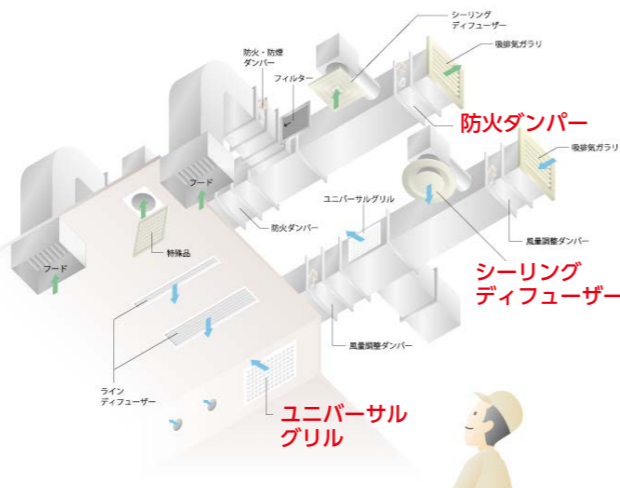 シーリング
ディフューザー
吸排気ガラリ
防火・防煙
ダンパー
フィルター
防火ダンパー
吸排気ガラリ
フード
ユニバーサルグリル
防火ダンパー
風量調整ダンパー
特殊品
フード
シーリング
ディフューザー
風量調整ダンパー
ライン
ディフューザー
ユニバーサル
グリル